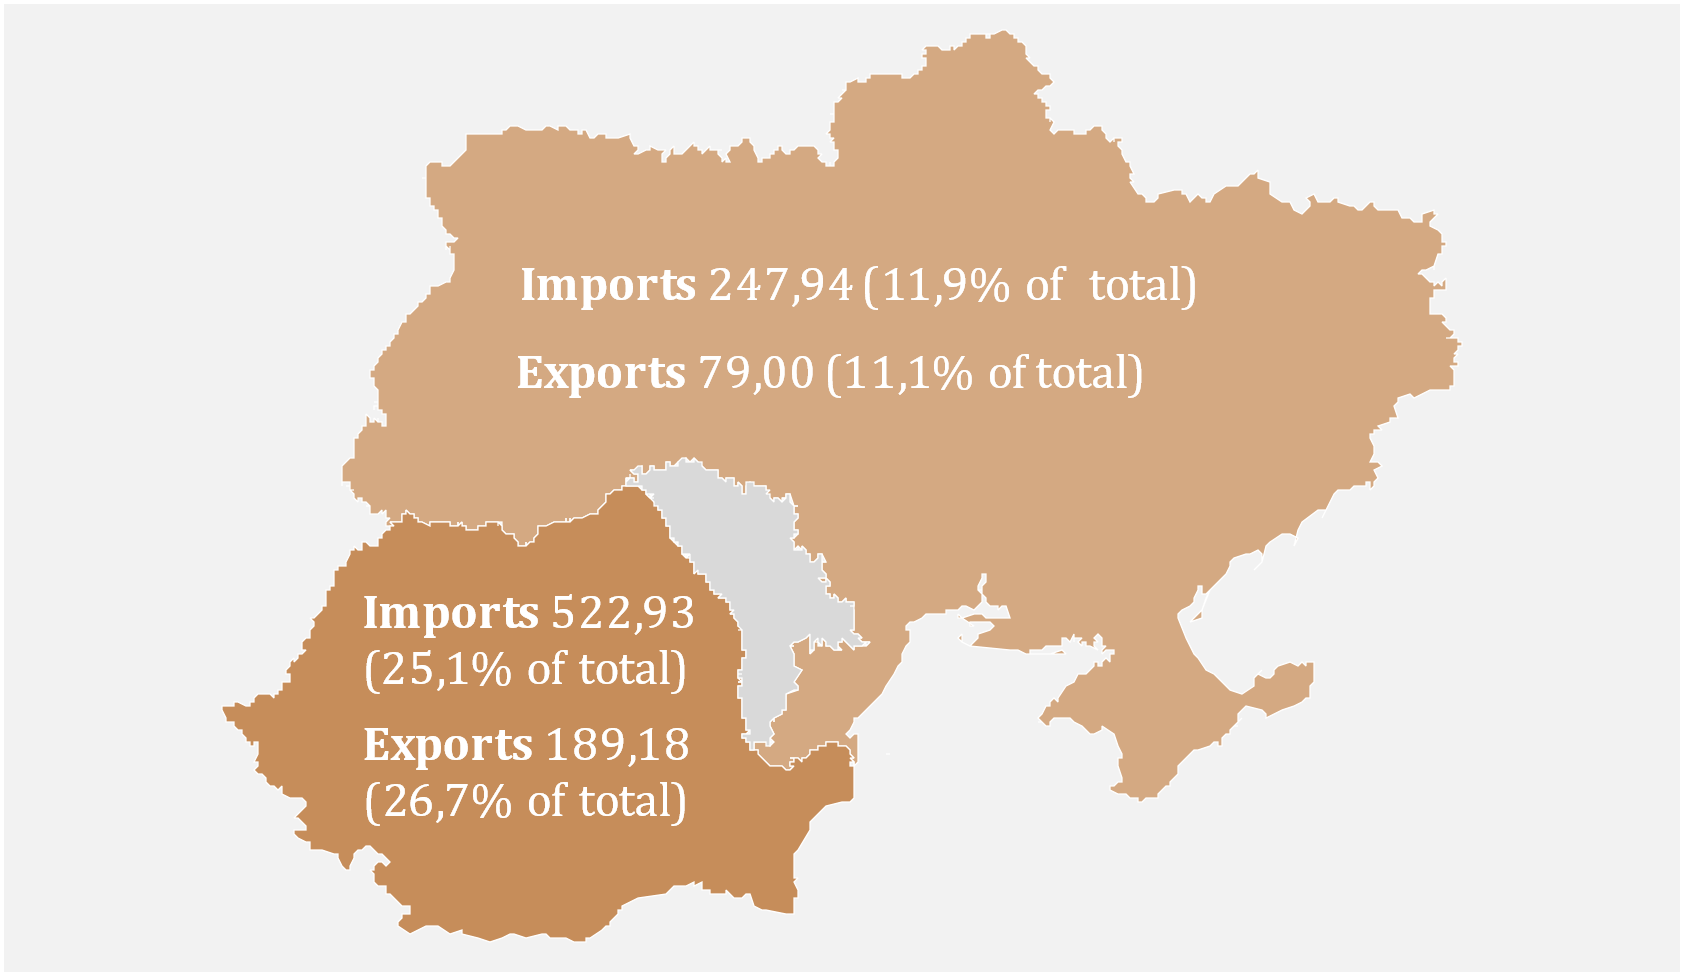 Imports 247,94 (11,9% of total)
Exports 79,00 (11,1% of total)
Imports 522,93
(25,1% of total)
Exports 189,18
(26,7% of total)